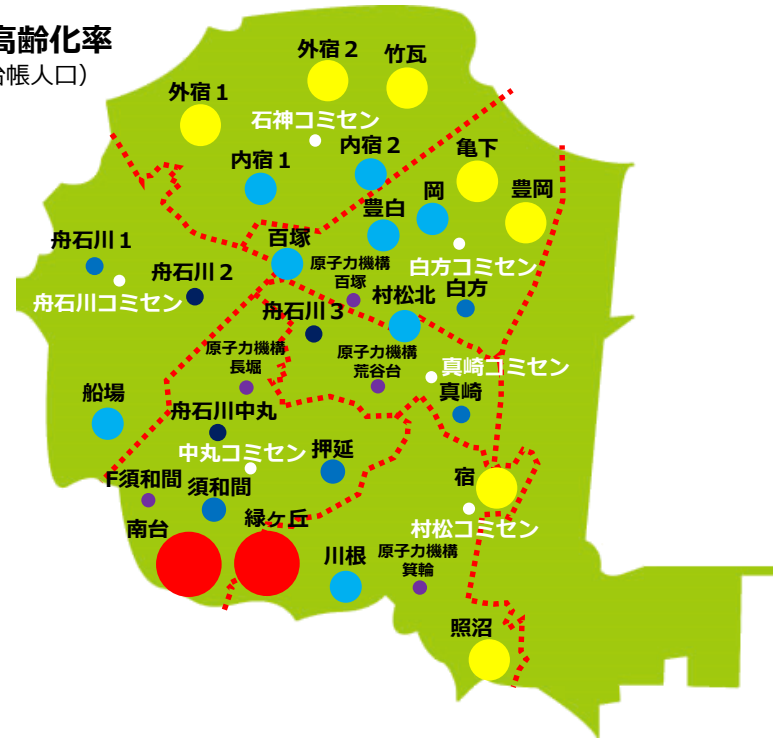 高齢化率
台帳人口）
外宿２
竹瓦
外宿１
石神コミセン
内宿１
内宿２
亀下
岡
豊岡
豊白
百塚
舟石川１
原子力機構
百塚
白方コミセン
舟石川２
舟石川コミセン
村松北
白方
舟石川３
原子力機構
長堀
原子力機構
荒谷台
真崎コミセン
船場
真崎
舟石川中丸
中丸コミセン
押延
F須和間
須和間
宿
南台
緑ヶ丘
村松コミセン
川根
原子力機構
箕輪
照沼